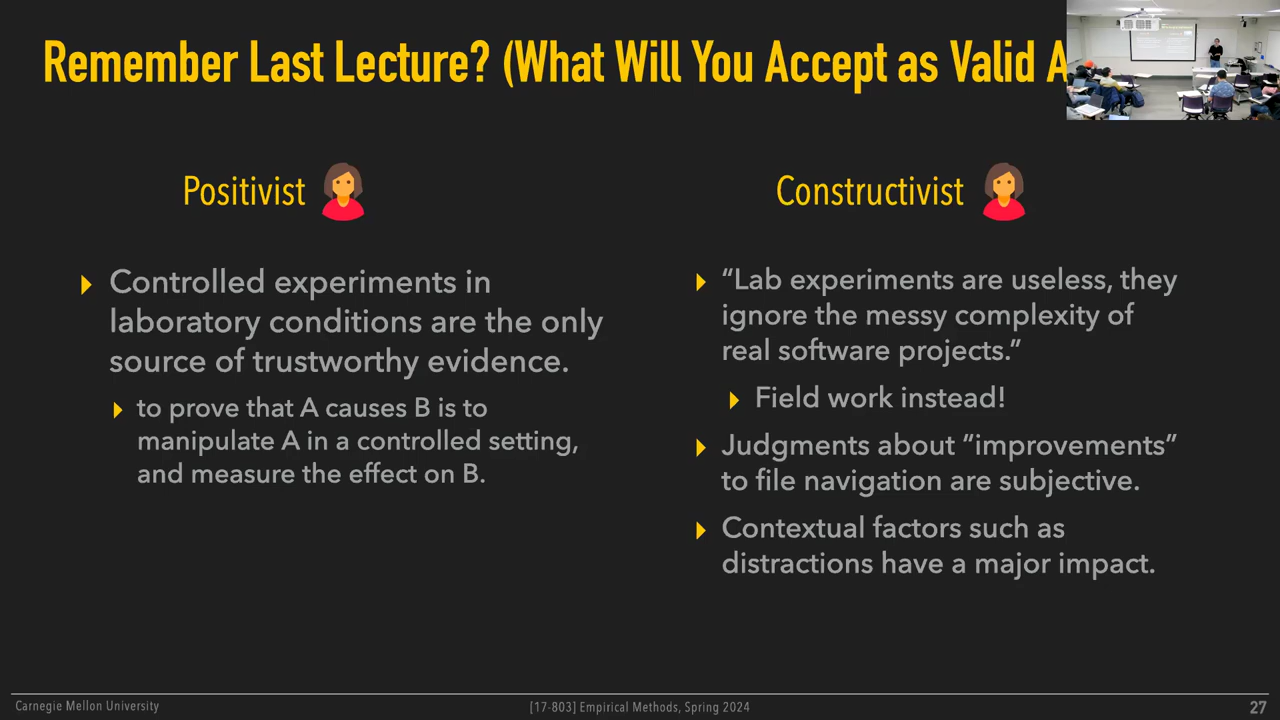 Remember Last Lecture? (What Will You Accept as Valid A
Positivist
Controlled experiments in
laboratory conditions are the only
source of trustworthy evidence.
to prove that A causes B is to
manipulate A in a controlled setting,
and measure the effect on B.
Constructivist
“Lab experiments are useless, they
ignore the messy complexity of
real software projects.”
Field work instead!
Judgments about “improvements”
to file navigation are subjective.
Contextual factors such as
distractions have a major impact.
Carnegie Mellon University
[17-803] Empirical Methods, Spring 2024
27